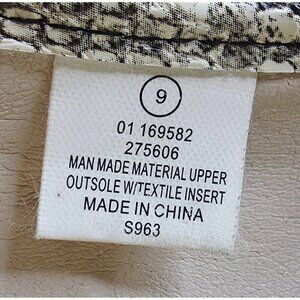 9
01 169582
275606
MAN MADE MATERIAL UPPER
OUTSOLE W/TEXTILE INSERT
MADE IN CHINA
S963